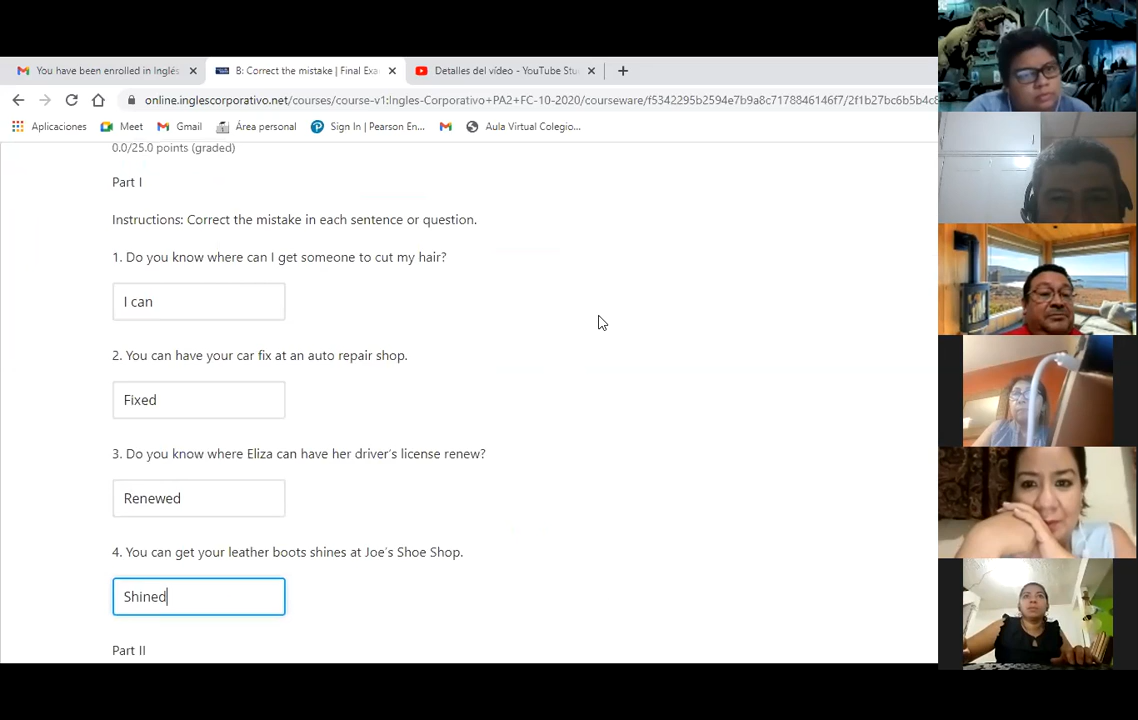 You have been enrolled in Inglés
B: Correct the mistake | Final Exa
Detalles del vídeo - YouTube Stu
online.inglescorporativo.net/courses/course-v1:Ingles-Corporativo+PA2+FC-10-2020/courseware/f5342295b2594e7b9a8c7178846146f7/2f1b27bc6b5b4c8
Aplicaciones
Meet
Gmail
Área personal
Sign In | Pearson En...
Aula Virtual Colegio...
0.0/25.0 points (graded)
Part I
Instructions: Correct the mistake in each sentence or question.
1. Do you know where can I get someone to cut my hair?
I can
2. You can have your car fix at an auto repair shop.
Fixed
3. Do you know where Eliza can have her driver's license renew?
Renewed
4. You can get your leather boots shines at Joe's Shoe Shop.
Shined
Part II